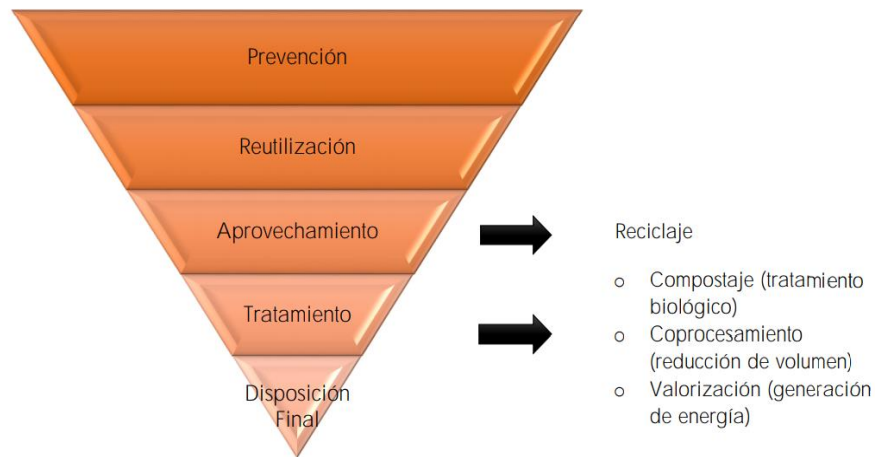 Prevención
Reutilización
Aprovechamiento
Reciclaje
Tratamiento
o Compostaje (tratamiento
biológico)
o Coprocesamiento
(reducción de volumen)
o Valorización (generación
de energía)
Disposición
Final